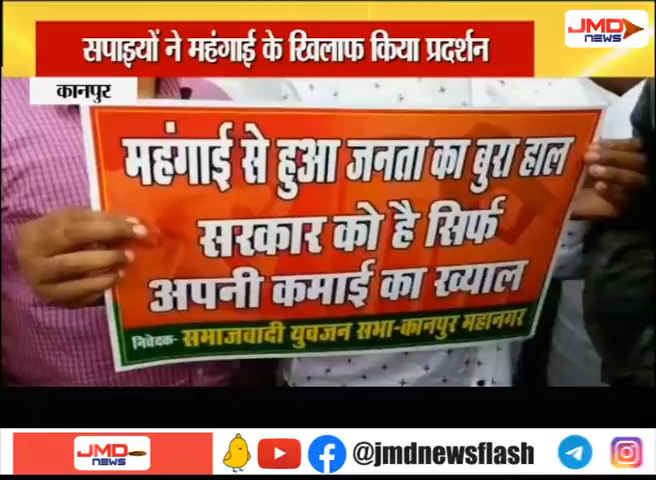 सपाइयों ने महंगाई के खिलाफ किया प्रदर्शन
JMD
NEWS
कानपुर
महंगाई से हुआ जनता का बुरा हाल
सरकार को है सिर्फ
अपनी कमाई का ख्याल
निवेदक- समाजवादी युवजन सभा-कानपुर महानगर
JMD
NEWS
@jmdnewsflash